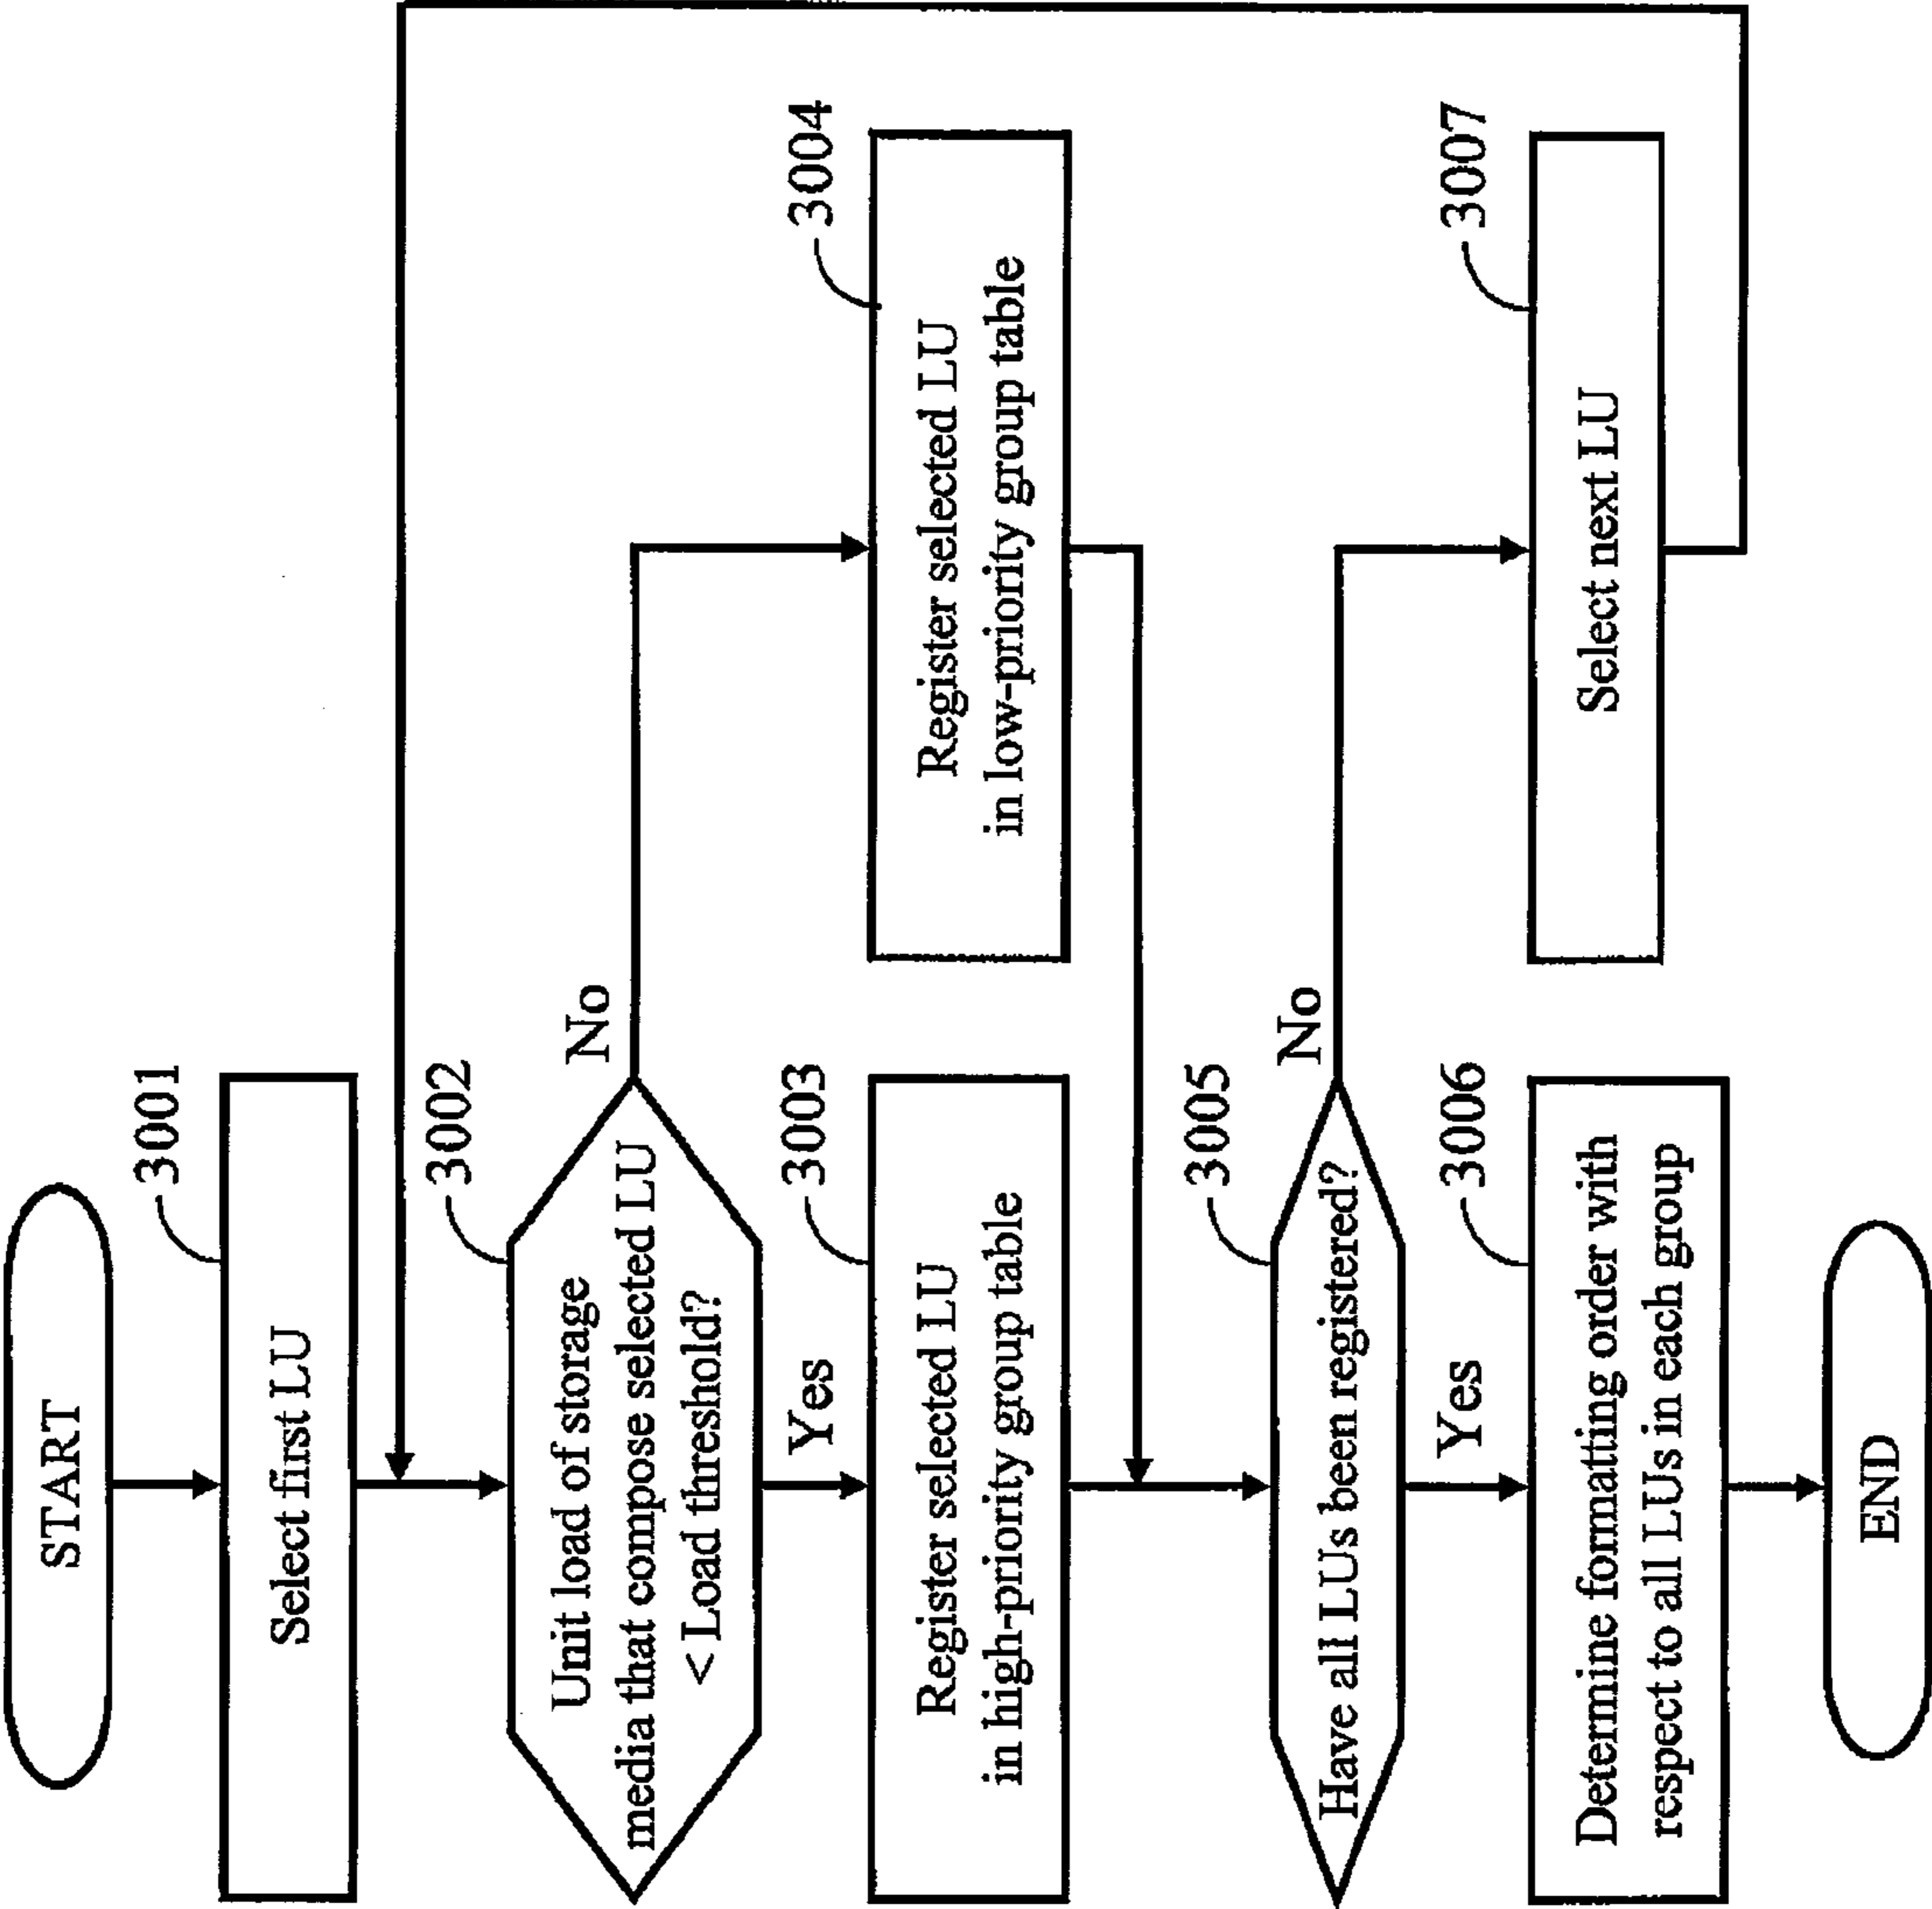 START
3001
Select first LU
3002
Unit load of storage
media that compose selected LU
< Load threshold?
No
Yes
3003
Register selected LU
in high-priority group table
3004
Register selected LU
in low-priority group table
3005
Have all LUs been registered?
No
Yes
3006
Determine formatting order with
respect to all LUs in each group
3007
Select next LU
END